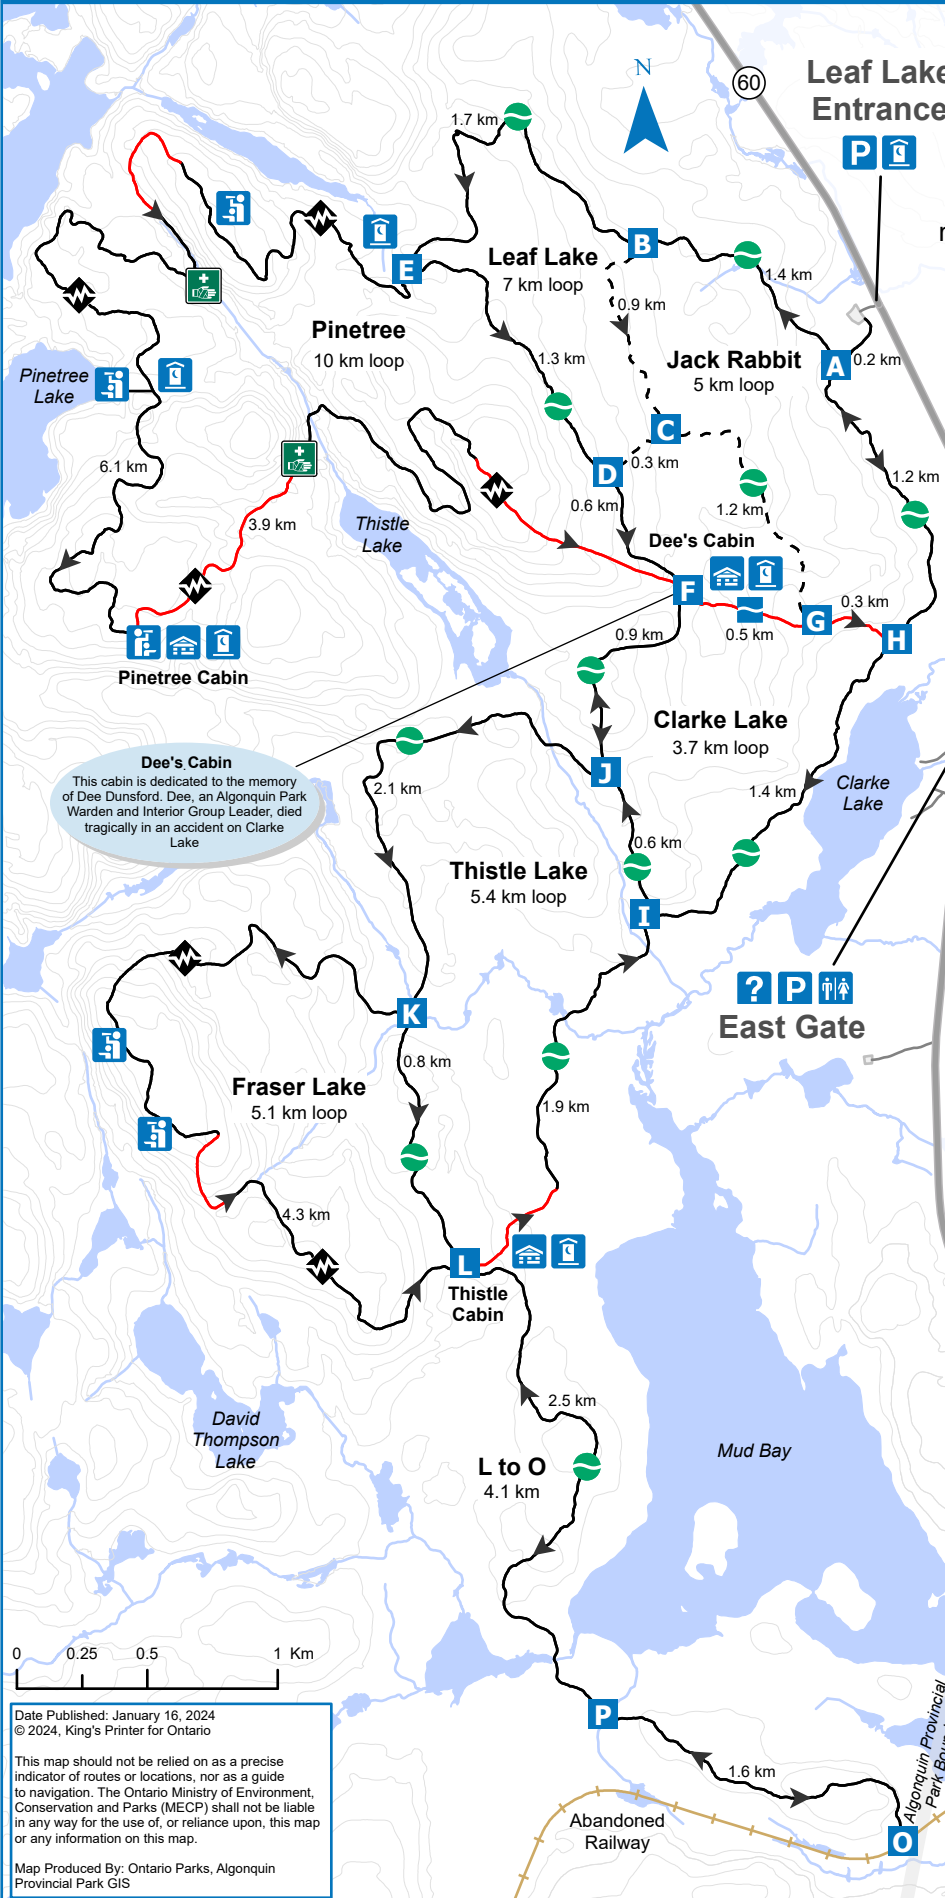 N
60
Leaf Lake
Entrance
P
1.7 km
B
1.4 km
E
Leaf Lake
7 km loop
0.9 km
Pinetree
10 km loop
Jack Rabbit
5 km loop
A
0.2 km
1.3 km
Pinetree
Lake
C
0.3 km
D
6.1 km
1.2 km
0.6 km
1.2 km
3.9 km
Thistle
Lake
Dee's Cabin
F
0.5 km
G
0.3 km
H
0.9 km
Pinetree Cabin
Clarke Lake
3.7 km loop
Dee's Cabin
This cabin is dedicated to the memory
of Dee Dunsford. Dee, an Algonquin Park
Warden and Interior Group Leader, died
tragically in an accident on Clarke
Lake
J
2.1 km
1.4 km
Clarke
Lake
0.6 km
Thistle Lake
5.4 km loop
I
? P
East Gate
K
0.8 km
Fraser Lake
5.1 km loop
1.9 km
4.3 km
L
Thistle
Cabin
2.5 km
David
Thompson
Lake
Mud Bay
L to O
4.1 km
0 0.25 0.5 1 Km
P
1.6 km
O
Abandoned
Railway
Algonquin Provincial
Park
Date Published: January 16, 2024
© 2024, King's Printer for Ontario
This map should not be relied on as a precise
indicator of routes or locations, nor as a guide
to navigation. The Ontario Ministry of Environment,
Conservation and Parks (MECP) shall not be liable
in any way for the use of, or reliance upon, this map
or any information on this map.
Map Produced By: Ontario Parks, Algonquin
Provincial Park GIS